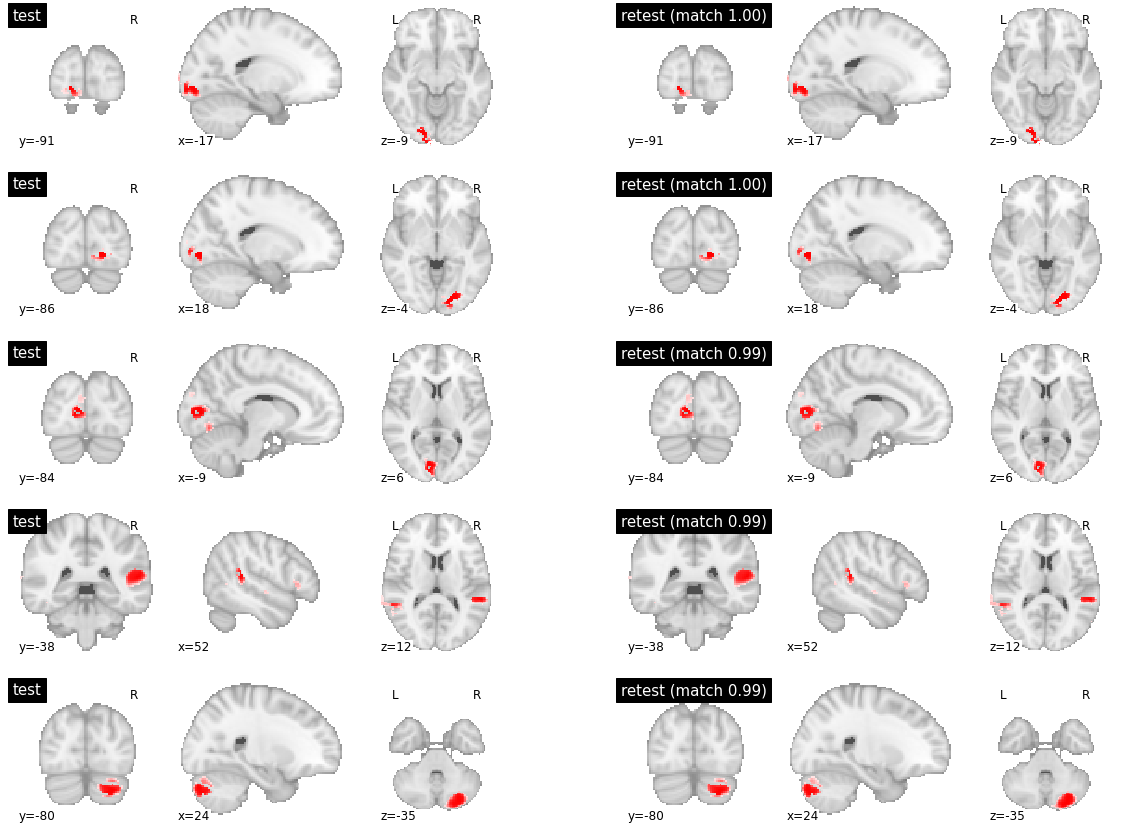 test R L R retest (match 1.00) L R
y=-91 x=-17 z=-9 y=-91 x=-17 z=-9
test R L R retest (match 1.00) L R
y=-86 x=18 z=-4 y=-86 x=18 z=-4
test R L R retest (match 0.99) L R
y=-84 x=-9 z=6 y=-84 x=-9 z=6
test R L R retest (match 0.99) L R
y=-38 x=52 z=12 y=-38 x=52 z=12
test R L R retest (match 0.99) L R
y=-80 x=24 z=-35 y=-80 x=24 z=-35